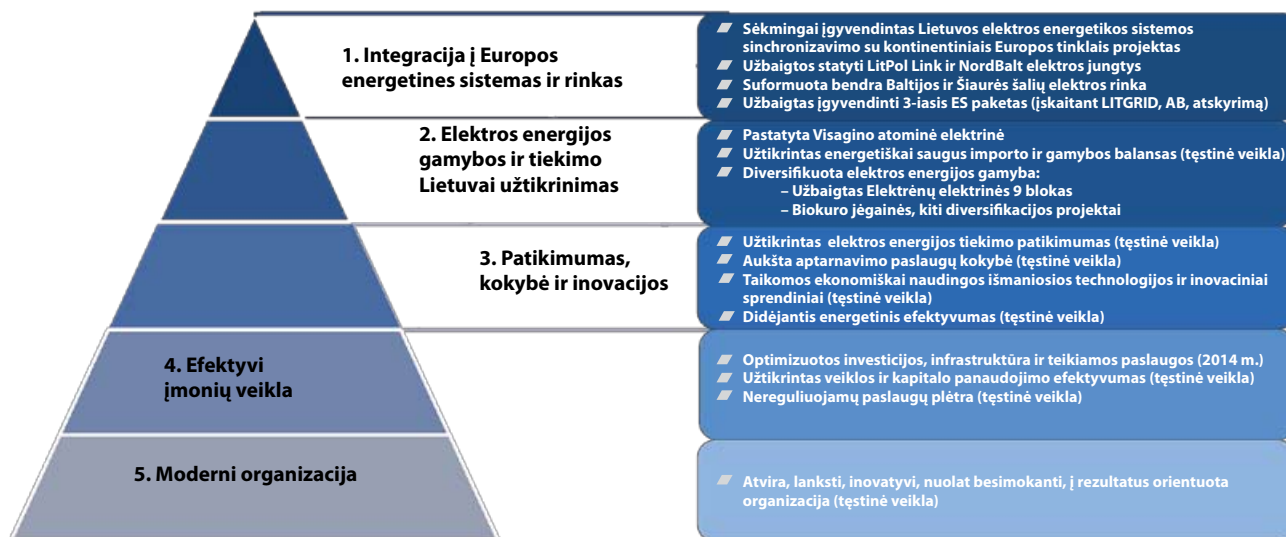 1. Integracija į Europos
energetines sistemas ir rinkas
Sėkmingai įgyvendintas Lietuvos elektros energetikos sistemos
sinchronizavimo su kontinentiniais Europos tinklais projektas
Užbaigtos statyti LitPol Link ir NordBalt elektros jungtys
Suformuota bendra Baltijos ir Šiaurės šalių elektros rinka
Užbaigtas įgyvendinti 3-iasis ES paketas (įskaitant LITGRID, AB, atskyrimą)
2. Elektros energijos
gamybos ir tiekimo
Lietuvai užtikrinimas
Pastatyta Visagino atominė elektrinė
Užtikrintas energetiškai saugus importo ir gamybos balansas (testinė veikla)
Diversifikuota elektros energijos gamyba:
– Užbaigtas Elektrėnų elektrinės 9 blokas
– Biokuro jėgainės, kiti diversifikacijos projektai
3. Patikimumas,
kokybė ir inovacijos
Užtikrintas elektros energijos tiekimo patikimumas (tęstinė veikla)
Aukšta aptarnavimo paslaugų kokybė (tęstinė veikla)
Taikomos ekonomiškai naudingos išmaniosios technologijos ir inovaciniai
sprendiniai (tęstinė veikla)
Didėjantis energetinis efektyvumas (tęstinė veikla)
4. Efektyvi
įmonių veikla
Optimizuotos investicijos, infrastruktūra ir teikiamos paslaugos (2014 m.)
Užtikrintas veiklos ir kapitalo panaudojimo efektyvumas (tęstinė veikla)
Nereguliuojamų paslaugų plėtra (tęstinė veikla)
5. Moderni organizacija
Atvira, lanksti, inovatyvi, nuolat besimokanti, į rezultatus orientuota
organizacija (tęstinė veikla)